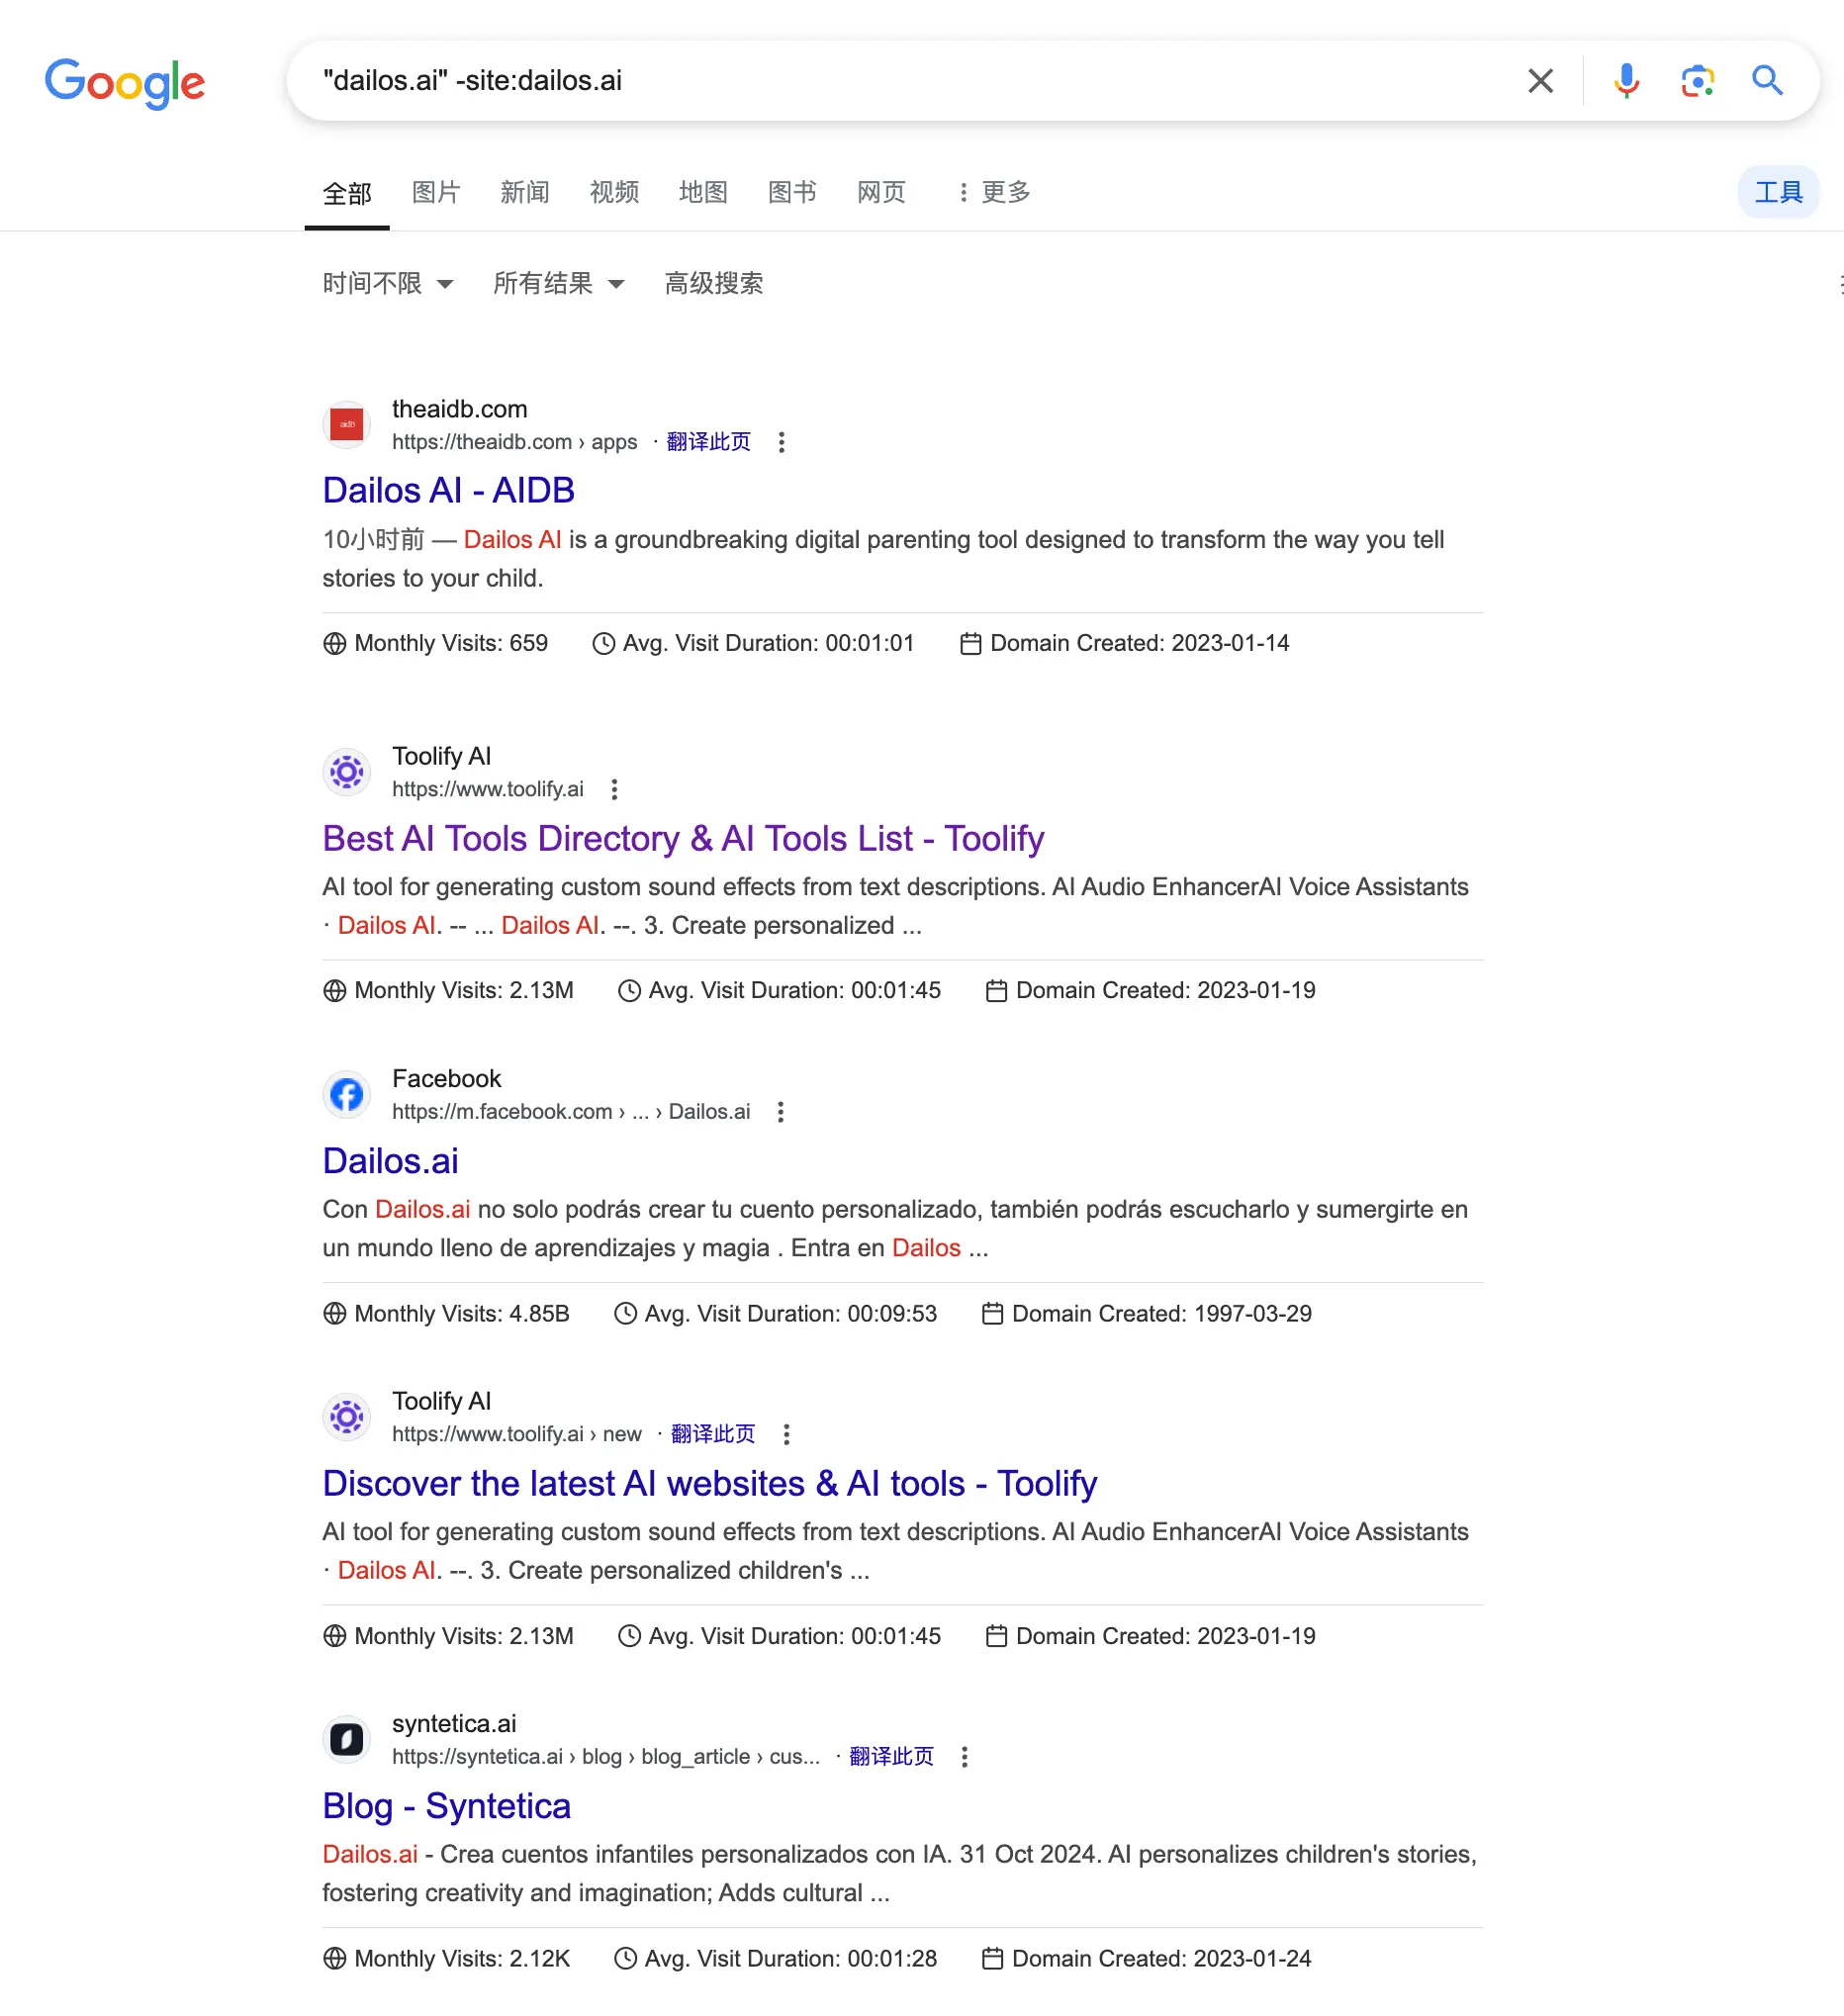 Google
"dailos.ai" -site:dailos.ai
全部 图片 新闻 视频 地图 图书 网页 更多 工具
时间不限 所有结果 高级搜索
theaidb.com
https://theaidb.com › apps · 翻译此页
Dailos AI - AIDB
10小时前 — Dailos AI is a groundbreaking digital parenting tool designed to transform the way you tell
stories to your child.
Monthly Visits: 659 Avg. Visit Duration: 00:01:01 Domain Created: 2023-01-14
Toolify AI
https://www.toolify.ai
Best AI Tools Directory & AI Tools List - Toolify
AI tool for generating custom sound effects from text descriptions. AI Audio EnhancerAI Voice Assistants
· Dailos AI. -- ... Dailos AI. --. 3. Create personalized ...
Monthly Visits: 2.13M Avg. Visit Duration: 00:01:45 Domain Created: 2023-01-19
Facebook
https://m.facebook.com › ... › Dailos.ai
Dailos.ai
Con Dailos.ai no solo podrás crear tu cuento personalizado, también podrás escucharlo y sumergirte en
un mundo lleno de aprendizajes y magia . Entra en Dailos ...
Monthly Visits: 4.85B Avg. Visit Duration: 00:09:53 Domain Created: 1997-03-29
Toolify AI
https://www.toolify.ai › new · 翻译此页
Discover the latest AI websites & AI tools - Toolify
AI tool for generating custom sound effects from text descriptions. AI Audio EnhancerAI Voice Assistants
· Dailos AI. --. 3. Create personalized children's ...
Monthly Visits: 2.13M Avg. Visit Duration: 00:01:45 Domain Created: 2023-01-19
syntetica.ai
https://syntetica.ai › blog › blog_article › cus... · 翻译此页
Blog - Syntetica
Dailos.ai - Crea cuentos infantiles personalizados con IA. 31 Oct 2024. AI personalizes children's stories,
fostering creativity and imagination; Adds cultural ...
Monthly Visits: 2.12K Avg. Visit Duration: 00:01:28 Domain Created: 2023-01-24